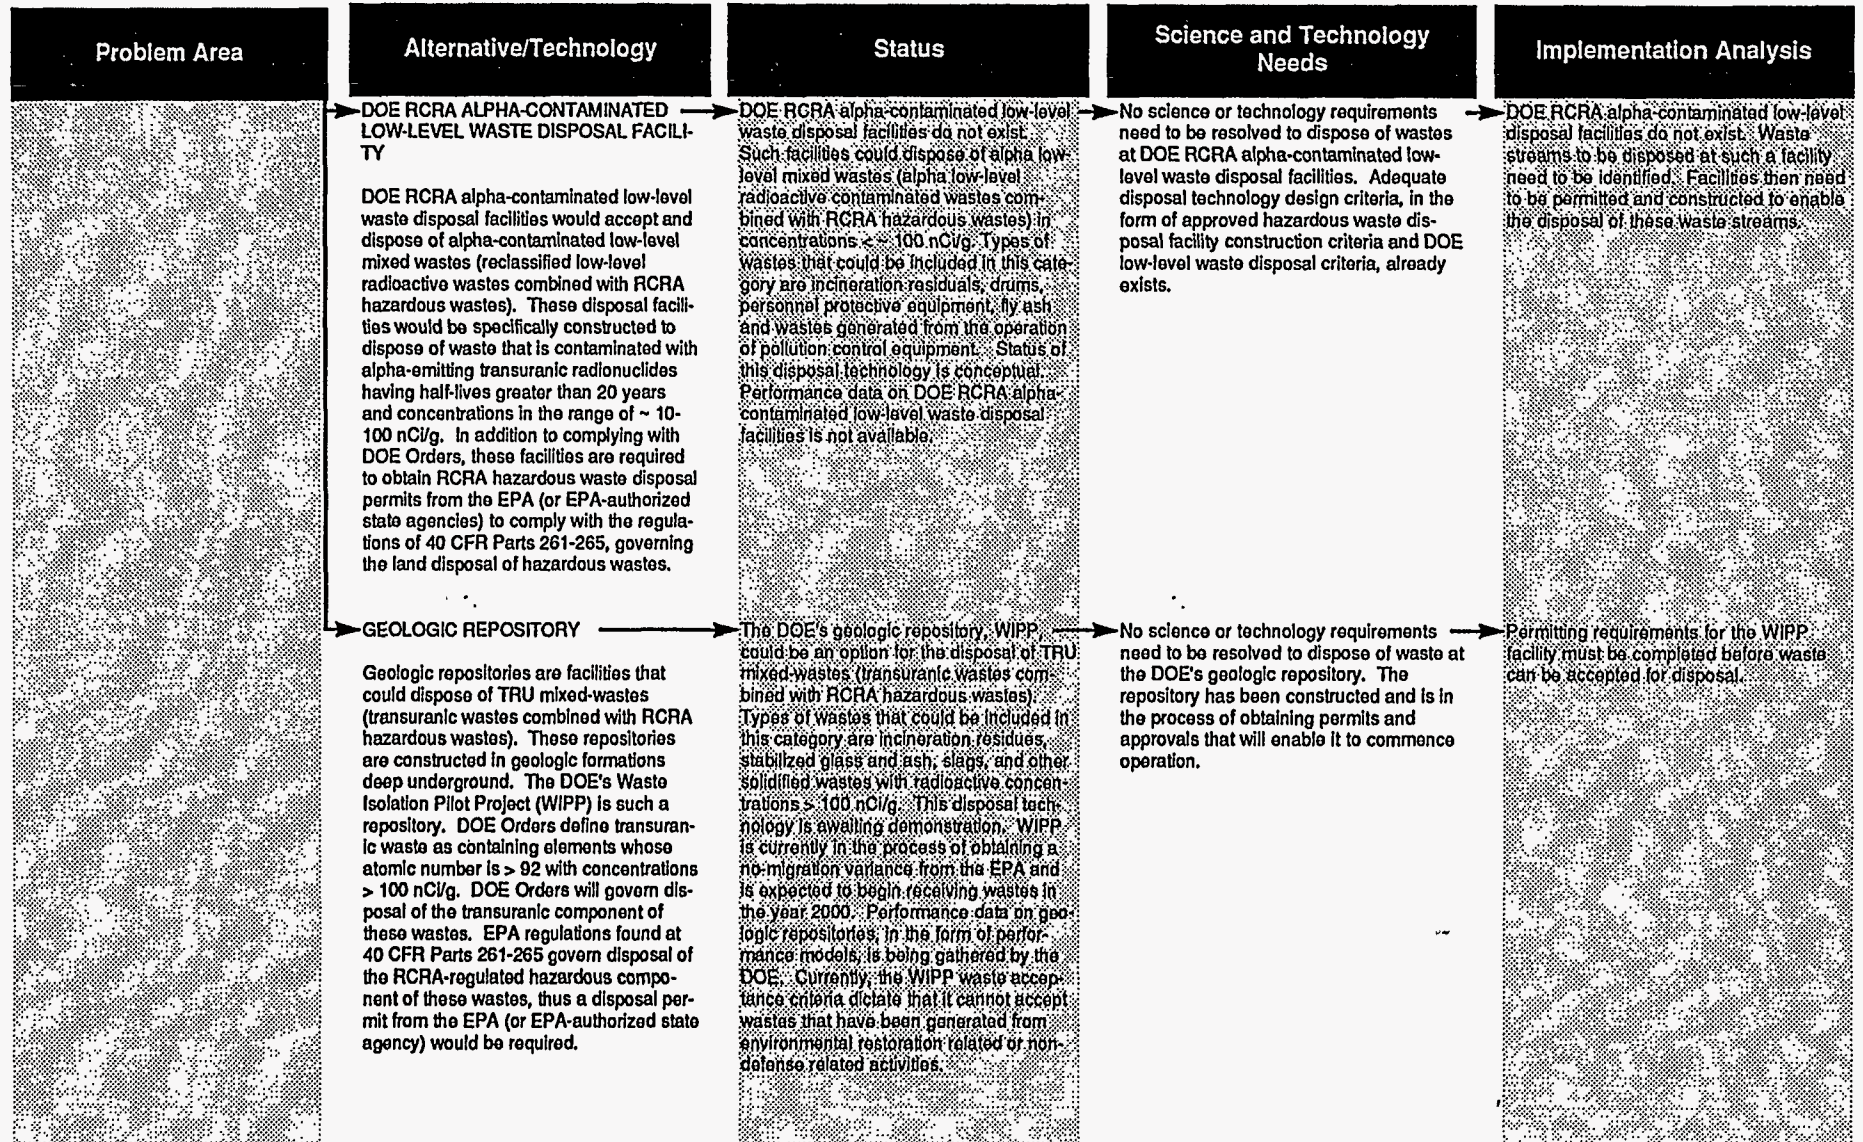 Problem Area
Alternative/Technology
Status
Science and Technology
Needs
Implementation Analysis
DOE RCRA ALPHA-CONTAMINATED
LOW-LEVEL WASTE DISPOSAL FACILI-
TY
DOE RCRA alpha-contaminated low-level
waste disposal facilities would accept and
dispose of alpha-contaminated low-level
mixed wastes (reclassified low-level
radioactive wastes combined with RCRA
hazardous wastes). These disposal facili-
ties would be specifically constructed to
dispose of waste that is contaminated with
alpha-emitting transuranic radionuclides
having half-lives greater than 20 years
and concentrations in the range of ~ 10-
100 nCi/g. In addition to complying with
DOE Orders, these facilities are required
to obtain RCRA hazardous waste disposal
permits from the EPA (or EPA-authorized
state agencies) to comply with the regula-
tions of 40 CFR Parts 261-265, governing
the land disposal of hazardous wastes.
DOE RCRA alpha-contaminated low-level
waste disposal facilities do not exist.
Such facilities could dispose of alpha low-
level mixed wastes (alpha low-level
radioactive contaminated wastes com-
bined with RCRA hazardous wastes) in
concentrations < ~ 100 nCi/g. Types of
wastes that could be included in this cate-
gory are incineration residuals, drums,
personnel protective equipment, fly ash
and wastes generated from the operation
of pollution control equipment. Status of
this disposal technology is conceptual.
Performance data on DOE RCRA alpha-
contaminated low-level waste disposal
facilities is not available.
No science or technology requirements
need to be resolved to dispose of wastes
at DOE RCRA alpha-contaminated low-
level waste disposal facilities. Adequate
disposal technology design criteria, in the
form of approved hazardous waste dis-
posal facility construction criteria and DOE
low-level waste disposal criteria, already
exists.
DOE RCRA alpha-contaminated low-level
disposal facilities do not exist. Waste
streams to be disposed at such a facility
need to be identified. Facilities then need
to be permitted and constructed to enable
the disposal of these waste streams.
GEOLOGIC REPOSITORY
Geologic repositories are facilities that
could dispose of TRU mixed-wastes
(transuranic wastes combined with RCRA
hazardous wastes). These repositories
are constructed in geologic formations
deep underground. The DOE's Waste
Isolation Pilot Project (WIPP) is such a
repository. DOE Orders define transuran-
ic waste as containing elements whose
atomic number is > 92 with concentrations
> 100 nCi/g. DOE Orders will govern dis-
posal of the transuranic component of
these wastes. EPA regulations found at
40 CFR Parts 261-265 govern disposal of
the RCRA-regulated hazardous compo-
nent of these wastes, thus a disposal per-
mit from the EPA (or EPA-authorized state
agency) would be required.
The DOE's geologic repository, WIPP,
could be an option for the disposal of TRU
mixed-wastes (transuranic wastes com-
bined with RCRA hazardous wastes).
Types of wastes that could be included in
this category are incineration residues,
stabilized glass and ash, slags, and other
solidified wastes with radioactive concen-
trations > 100 nCi/g. This disposal tech-
nology is awaiting demonstration. WIPP
is currently in the process of obtaining a
no-migration variance from the EPA and
is expected to begin receiving wastes in
the year 2000. Performance data on geo-
logic repositories, in the form of perfor-
mance models, is being gathered by the
DOE. Currently, the WIPP waste accep-
tance criteria dictate that it cannot accept
wastes that have been generated from
environmental restoration related or non-
defense related activities.
No science or technology requirements
need to be resolved to dispose of waste at
the DOE's geologic repository. The
repository has been constructed and is in
the process of obtaining permits and
approvals that will enable it to commence
operation.
Permitting requirements for the WIPP
facility must be completed before waste
can be accepted for disposal.